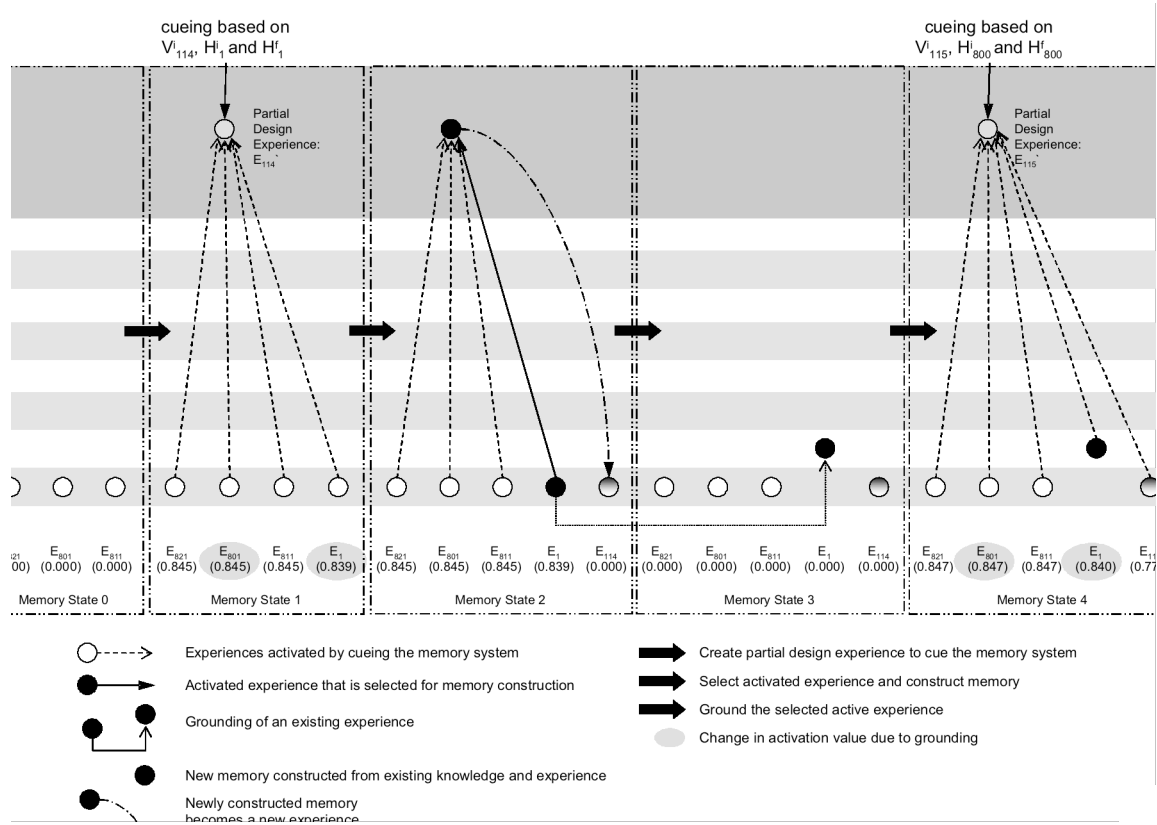 cueing based on
V^i_114, H^i_1 and H^f_1
cueing based on
V^i_115, H^i_800 and H^f_800
Partial
Design
Experience:
E_114`
Partial
Design
Experience:
E_115`
E_801 E_811
(0.000) (0.000)
Memory State 0
E_821 E_801 E_811 E_1
(0.845) (0.845) (0.845) (0.839)
Memory State 1
E_821 E_801 E_811 E_1 E_114
(0.845) (0.845) (0.845) (0.839) (0.000)
Memory State 2
E_821 E_801 E_811 E_1 E_114
(0.000) (0.000) (0.000) (0.000) (0.000)
Memory State 3
E_821 E_801 E_811 E_1
(0.847) (0.847) (0.847) (0.840) (0.77
Memory State 4
Experiences activated by cueing the memory system
Activated experience that is selected for memory construction
Grounding of an existing experience
New memory constructed from existing knowledge and experience
Newly constructed memory
becomes a new experience
Create partial design experience to cue the memory system
Select activated experience and construct memory
Ground the selected active experience
Change in activation value due to grounding